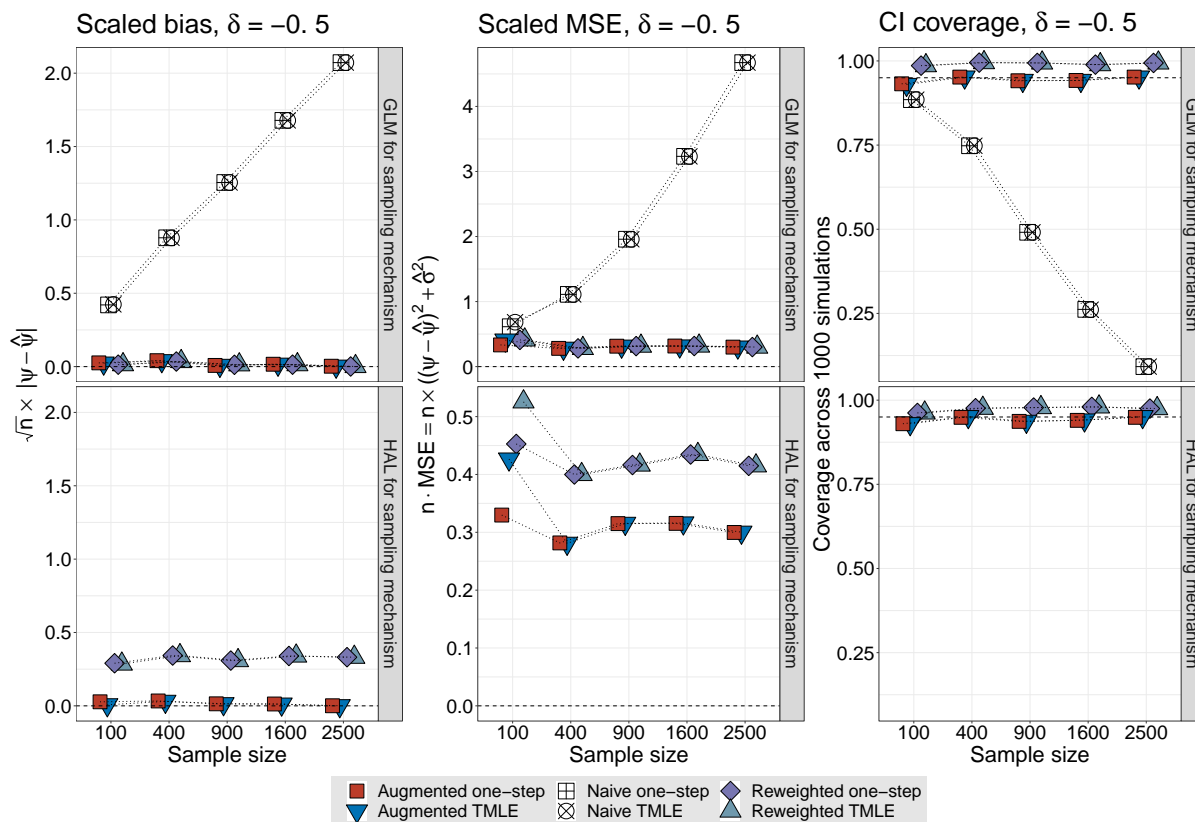 Scaled bias, δ = −0. 5
Scaled MSE, δ = −0. 5
CI coverage, δ = −0. 5
√n × |ψ − ψ̂|
2.0
1.5
1.0
0.5
0.0
GLM for sampling mechanism
2.0
1.5
1.0
0.5
0.0
HAL for sampling mechanism
100 400 900 1600 2500
Sample size
n · MSE = n × ((ψ − ψ̂)² + σ̂²)
4
3
2
1
0
GLM for sampling mechanism
0.5
0.4
0.3
0.2
0.1
0.0
HAL for sampling mechanism
100 400 900 1600 2500
Sample size
Coverage across 1000 simulations
1.00
0.75
0.50
0.25
GLM for sampling mechanism
1.00
0.75
0.50
0.25
HAL for sampling mechanism
100 400 900 1600 2500
Sample size
Augmented one−step Naive one−step Reweighted one−step
Augmented TMLE Naive TMLE Reweighted TMLE